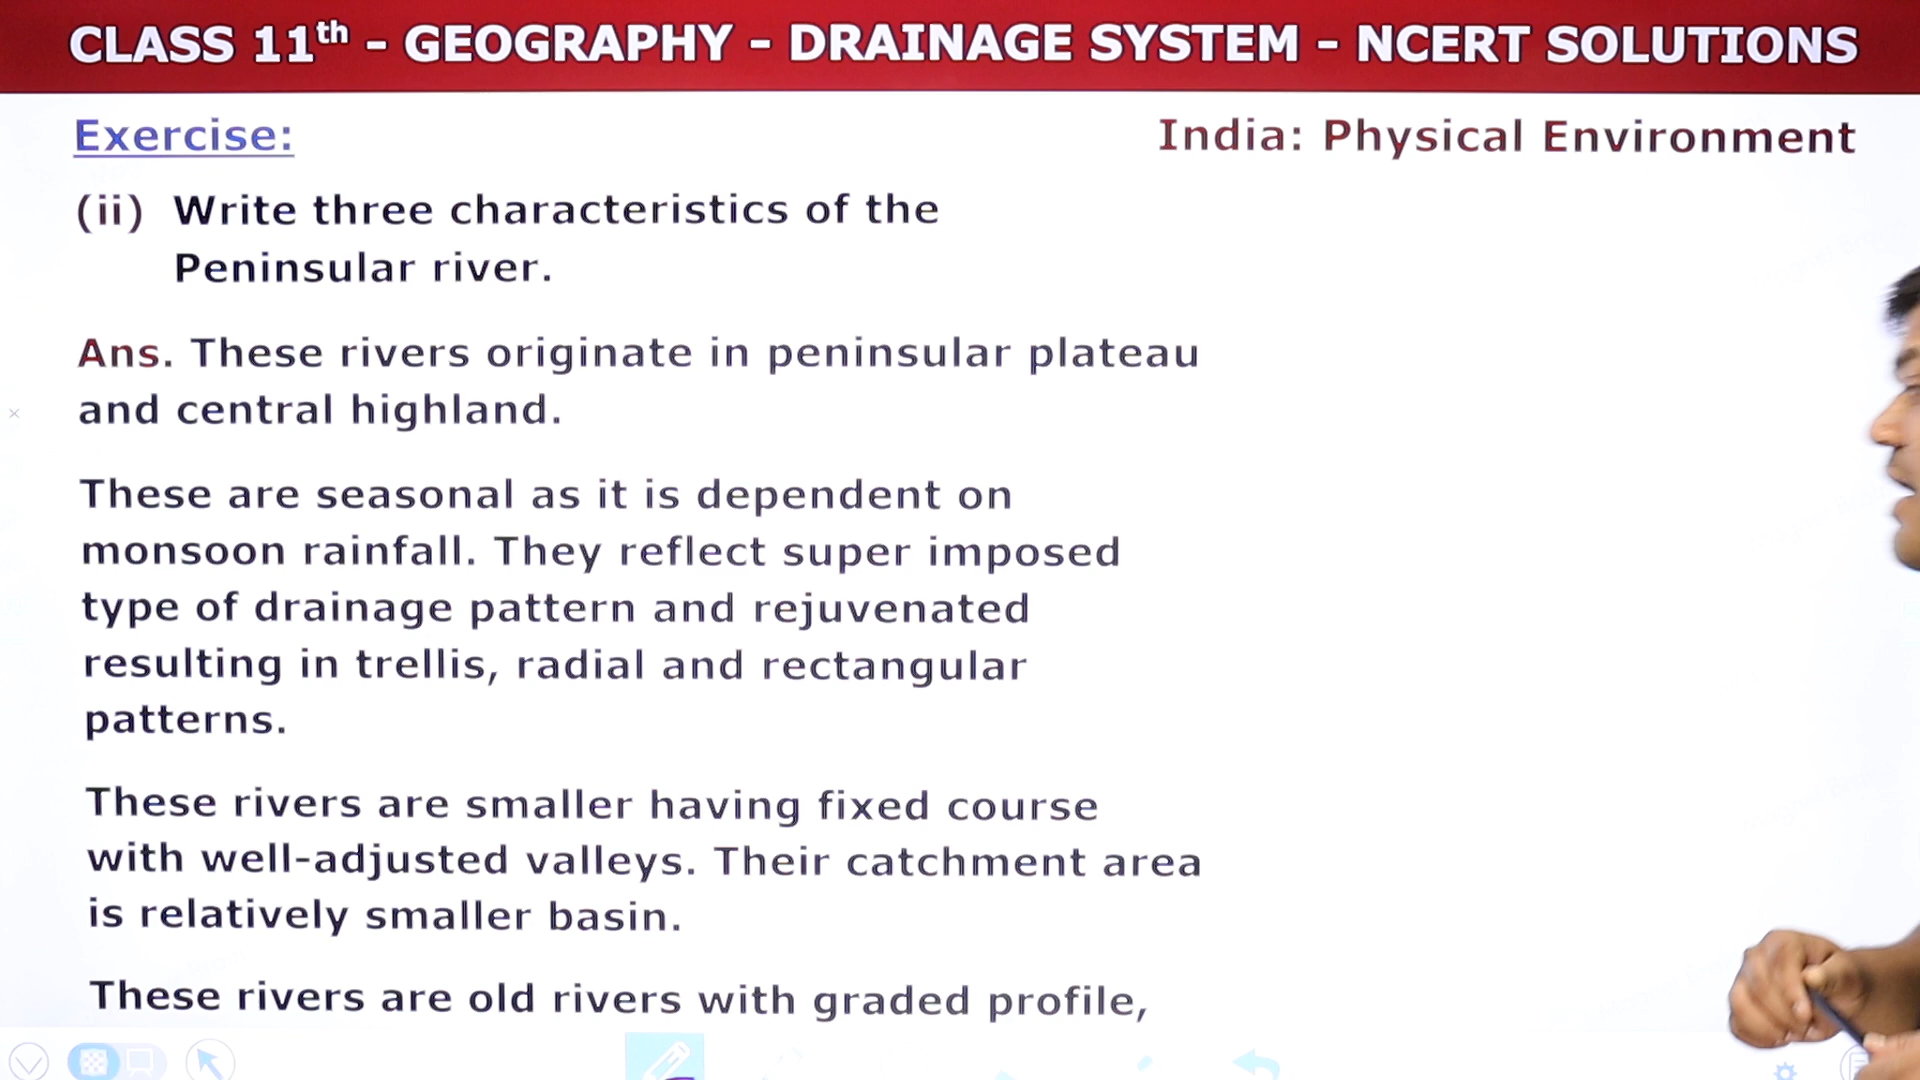 CLASS 11th - GEOGRAPHY - DRAINAGE SYSTEM - NCERT SOLUTIONS
Exercise:
India: Physical Environment
(ii) Write three characteristics of the
Peninsular river.
Ans. These rivers originate in peninsular plateau
and central highland.
These are seasonal as it is dependent on
monsoon rainfall. They reflect super imposed
type of drainage pattern and rejuvenated
resulting in trellis, radial and rectangular
patterns.
These rivers are smaller having fixed course
with well-adjusted valleys. Their catchment area
is relatively smaller basin.
These rivers are old rivers with graded profile,